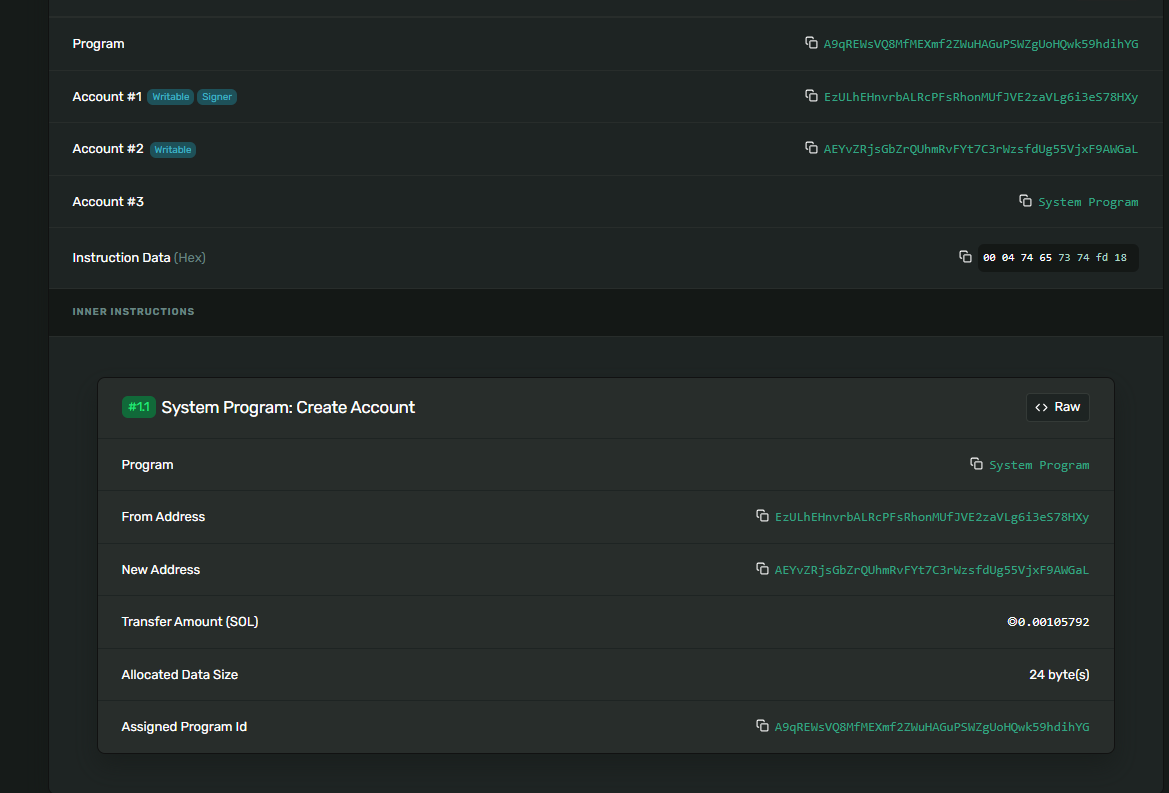 Program A9qREWsVQ8MfMEXmf2ZWuHAGuPSWZgUoHQwk59hdihYG
Account #1 Writable Signer EzULhEHnvrbALRcPFsRhonMUfJVE2zaVLg6i3eS78HXy
Account #2 Writable AEYvZRjsGbZrQUhmRvFYt7C3rWzsfdUg55VjxF9AWGaL
Account #3 System Program
Instruction Data (Hex) 00 04 74 65 73 74 fd 18
INNER INSTRUCTIONS
#1.1 System Program: Create Account <> Raw
Program System Program
From Address EzULhEHnvrbALRcPFsRhonMUfJVE2zaVLg6i3eS78HXy
New Address AEYvZRjsGbZrQUhmRvFYt7C3rWzsfdUg55VjxF9AWGaL
Transfer Amount (SOL) ◎0.00105792
Allocated Data Size 24 byte(s)
Assigned Program Id A9qREWsVQ8MfMEXmf2ZWuHAGuPSWZgUoHQwk59hdihYG